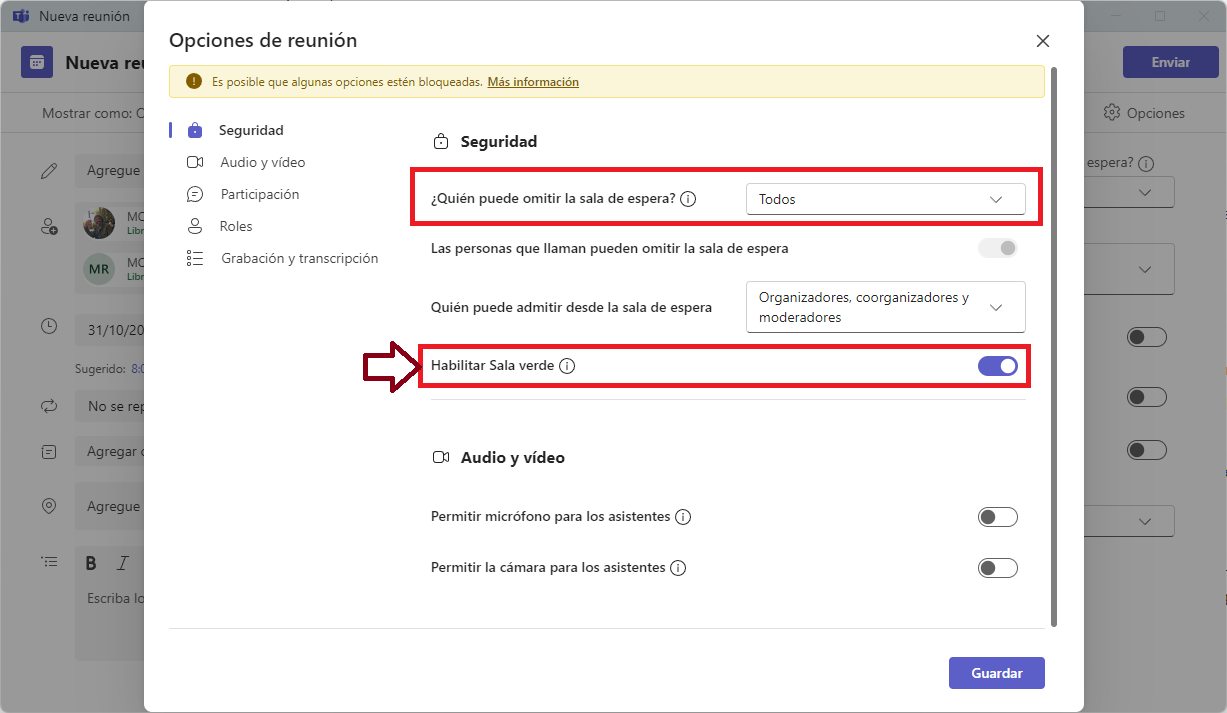 Nueva reunión
Nueva reu
Enviar
Mostrar como: O
Opciones
Agregue
espera?
MC
Libr
MR
MC
Libr
31/10/20
Sugerido: 8:0
No se rep
Agregar
Agregue
B I
Escriba lo
Opciones de reunión
Es posible que algunas opciones estén bloqueadas. Más información
Seguridad
Audio y vídeo
Participación
Roles
Grabación y transcripción
Seguridad
¿Quién puede omitir la sala de espera?
Todos
Las personas que llaman pueden omitir la sala de espera
Quién puede admitir desde la sala de espera
Organizadores, coorganizadores y
moderadores
Habilitar Sala verde
Audio y vídeo
Permitir micrófono para los asistentes
Permitir la cámara para los asistentes
Guardar